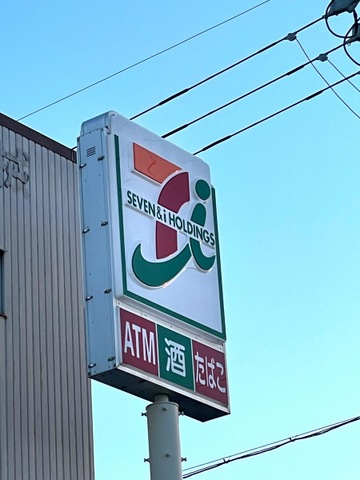 SEVEN&i HOLDINGS
ATM 酒 たばこ